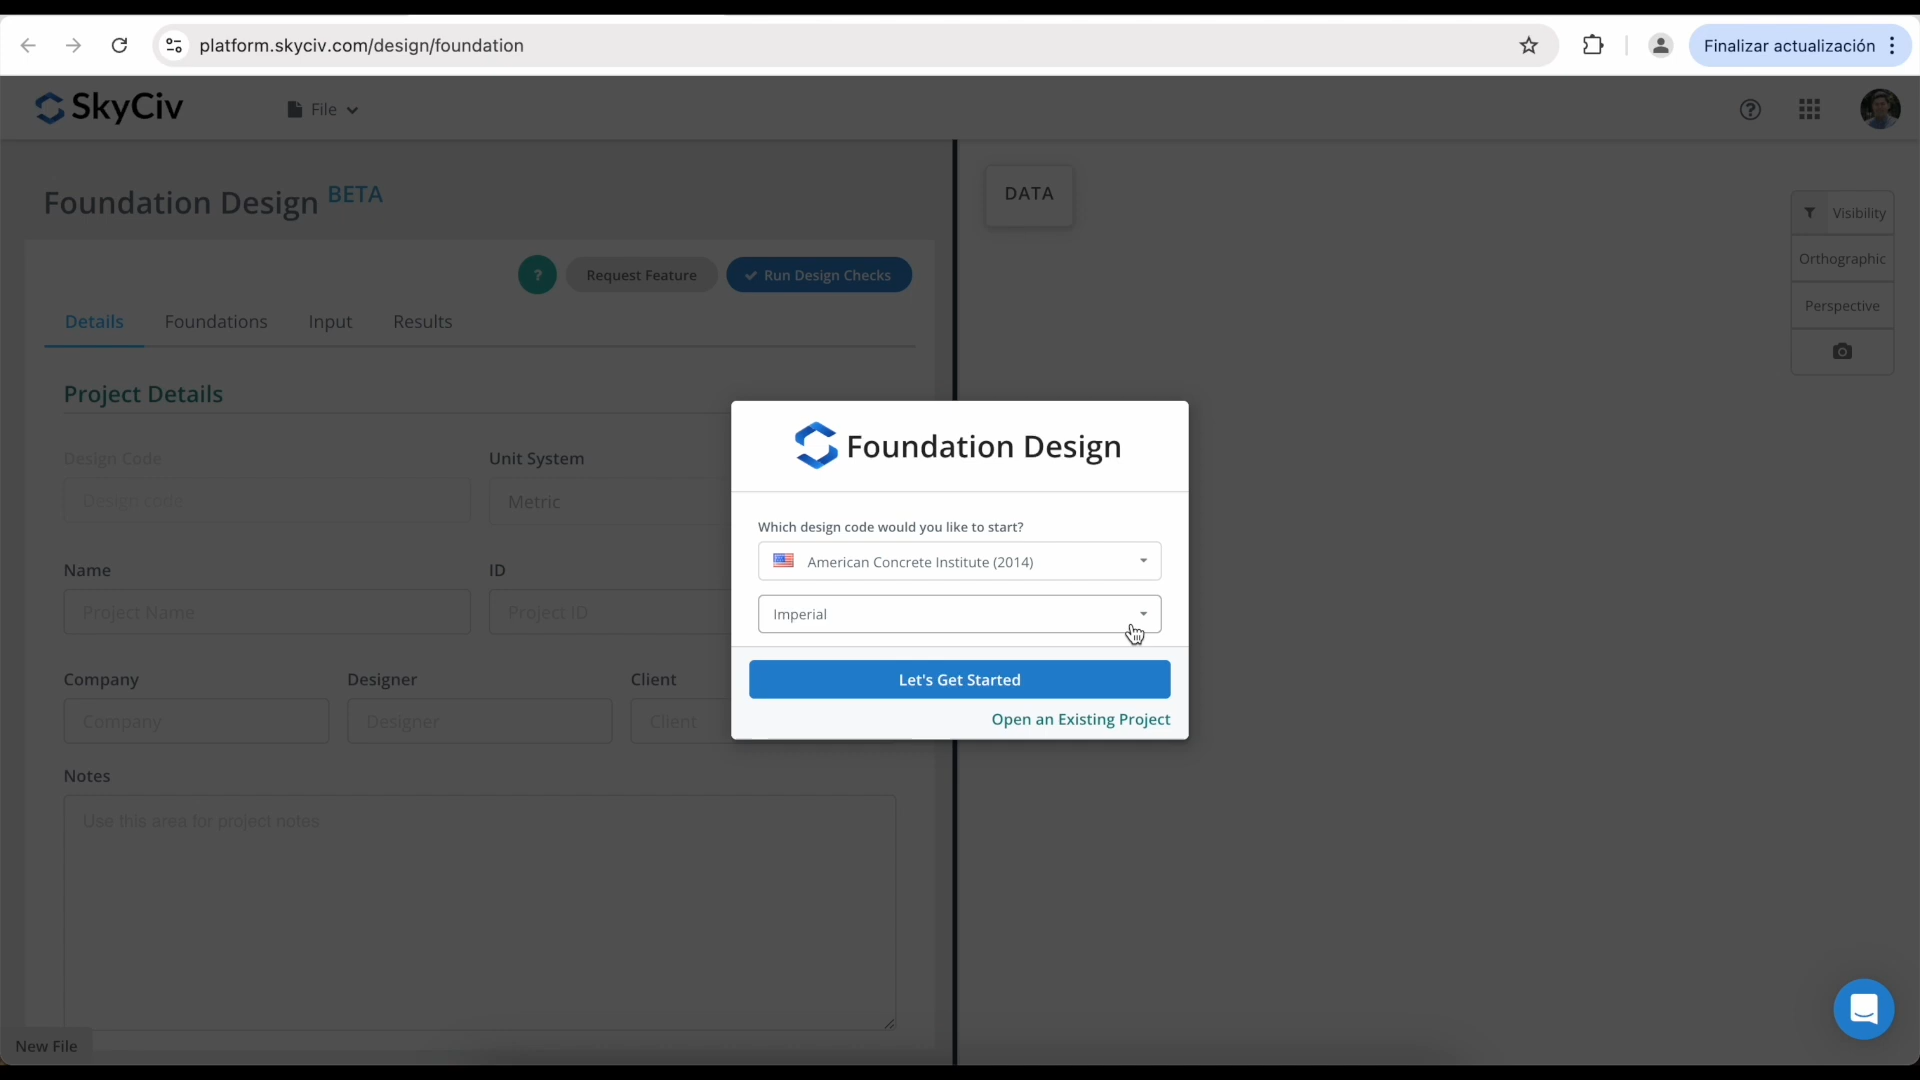 platform.skyciv.com/design/foundation
Finalizar actualización
SkyCiv
File
Foundation Design BETA
DATA
Visibility
Orthographic
Perspective
?
Request Feature
Run Design Checks
Details
Foundations
Input
Results
Project Details
Design Code
Unit System
Design code
Metric
Name
ID
Project Name
Project ID
Company
Designer
Client
Company
Designer
Client
Notes
Use this area for project notes
New File
Foundation Design
Which design code would you like to start?
American Concrete Institute (2014)
Imperial
Let's Get Started
Open an Existing Project